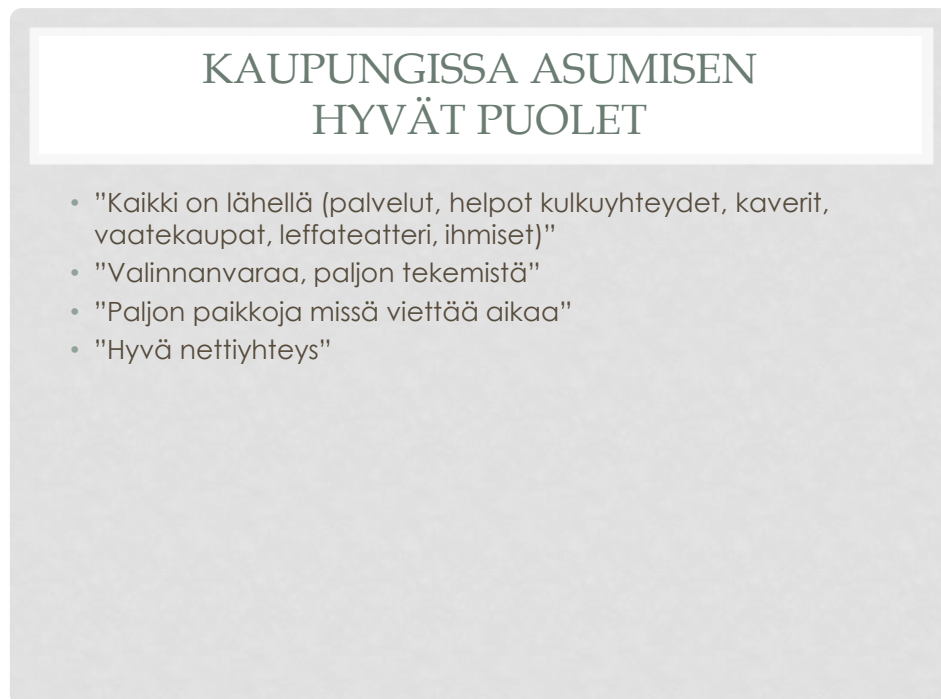 KAUPUNGISSA ASUMISEN
HYVÄT PUOLET
• ”Kaikki on lähellä (palvelut, helpot kulkuyhteydet, kaverit,
vaatekaupat, leffateatteri, ihmiset)”
• ”Valinnanvaraa, paljon tekemistä”
• ”Paljon paikkoja missä viettää aikaa”
• ”Hyvä nettiyhteys”